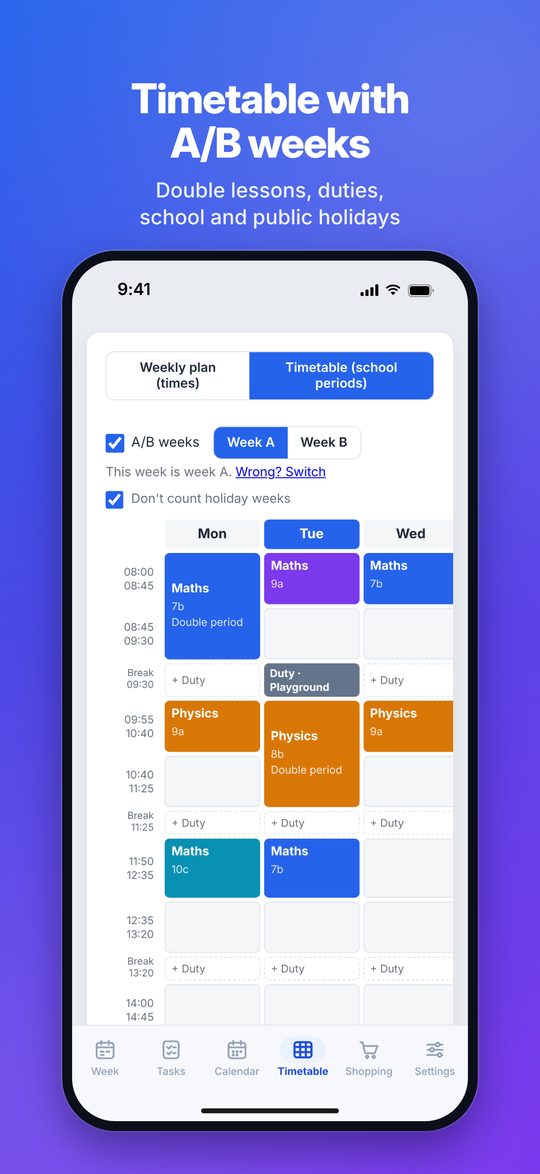 Timetable with
A/B weeks
Double lessons, duties,
school and public holidays
9:41
Weekly plan
(times)
Timetable (school
periods)
A/B weeks
Week A
Week B
This week is week A. Wrong? Switch
Don't count holiday weeks
Mon
Tue
Wed
08:00
08:45
Maths
7b
Double period
Maths
9a
Maths
7b
08:45
09:30
Break
09:30
+ Duty
Duty ·
Playground
+ Duty
09:55
10:40
Physics
9a
Physics
8b
Double period
Physics
9a
10:40
11:25
Break
11:25
+ Duty
+ Duty
+ Duty
11:50
12:35
Maths
10c
Maths
7b
12:35
13:20
Break
13:20
+ Duty
+ Duty
+ Duty
14:00
14:45
Week
Tasks
Calendar
Timetable
Shopping
Settings